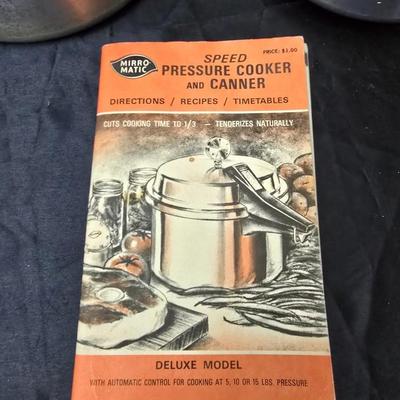 MIRRO
MATIC
SPEED
PRESSURE COOKER
AND CANNER
PRICE: $1.00
DIRECTIONS / RECIPES / TIMETABLES
CUTS COOKING TIME TO 1/3 — TENDERIZES NATURALLY
DELUXE MODEL
WITH AUTOMATIC CONTROL FOR COOKING AT 5, 10 OR 15 LBS. PRESSURE